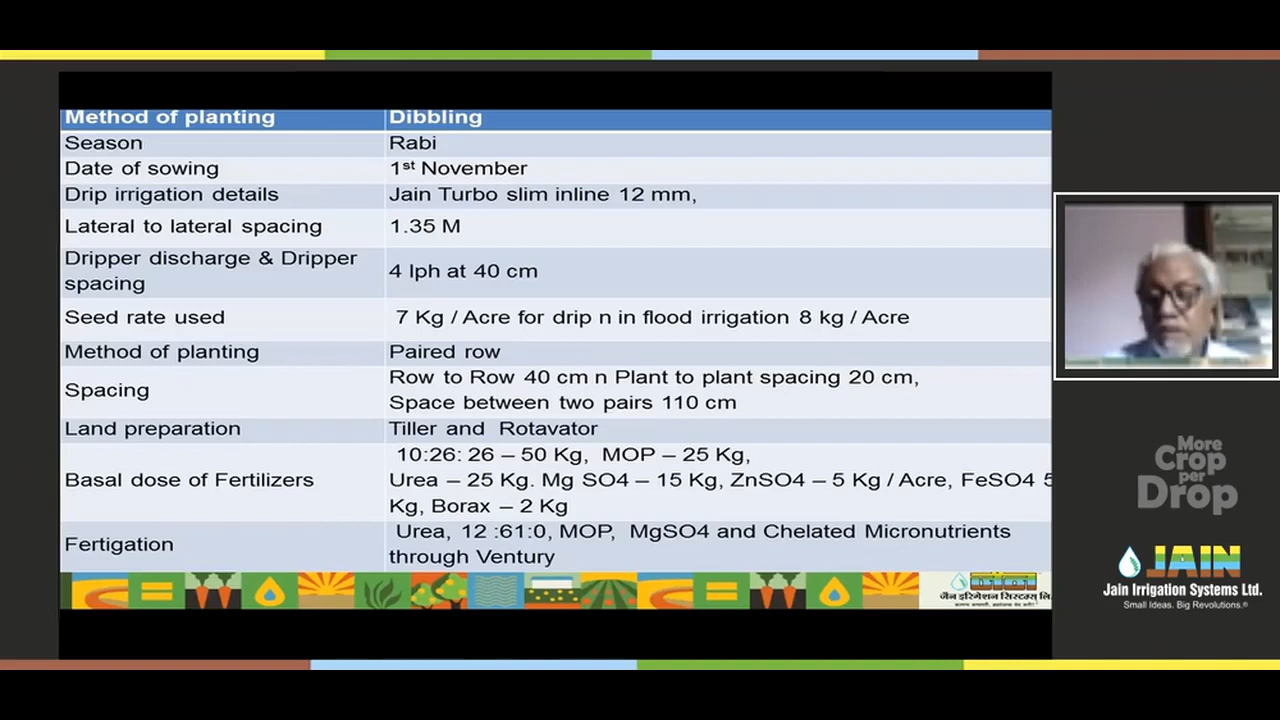 Method of planting Dibbling
Season Rabi
Date of sowing 1st November
Drip irrigation details Jain Turbo slim inline 12 mm,
Lateral to lateral spacing 1.35 M
Dripper discharge & Dripper
spacing
4 lph at 40 cm
Seed rate used 7 Kg / Acre for drip n in flood irrigation 8 kg / Acre
Method of planting Paired row
Spacing
Row to Row 40 cm n Plant to plant spacing 20 cm,
Space between two pairs 110 cm
Land preparation Tiller and Rotavator
Basal dose of Fertilizers
10:26: 26 – 50 Kg, MOP – 25 Kg,
Urea – 25 Kg. Mg SO4 – 15 Kg, ZnSO4 – 5 Kg / Acre, FeSO4 5
Kg, Borax – 2 Kg
Fertigation
Urea, 12 :61:0, MOP, MgSO4 and Chelated Micronutrients
through Ventury
जैन इरिगेशन सिस्टम्स लि.
More
Crop
per
Drop
JAIN
Jain Irrigation Systems Ltd.
Small Ideas. Big Revolutions.®